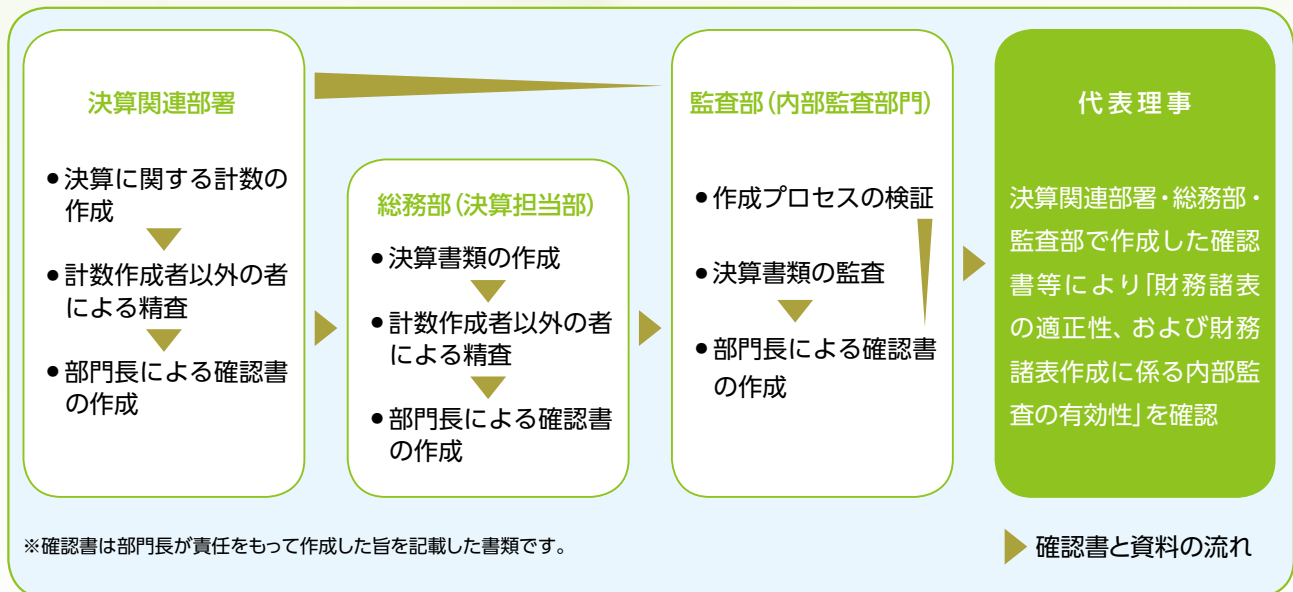 決算関連部署
●決算に関する計数の
作成
●計数作成者以外の者
による精査
●部門長による確認書
の作成
総務部（決算担当部）
●決算書類の作成
●計数作成者以外の者
による精査
●部門長による確認書
の作成
監査部（内部監査部門）
●作成プロセスの検証
●決算書類の監査
●部門長による確認書
の作成
代表理事
決算関連部署・総務部・
監査部で作成した確認
書等により「財務諸表
の適正性、および財務
諸表作成に係る内部監
査の有効性」を確認
※確認書は部門長が責任をもって作成した旨を記載した書類です。
確認書と資料の流れ